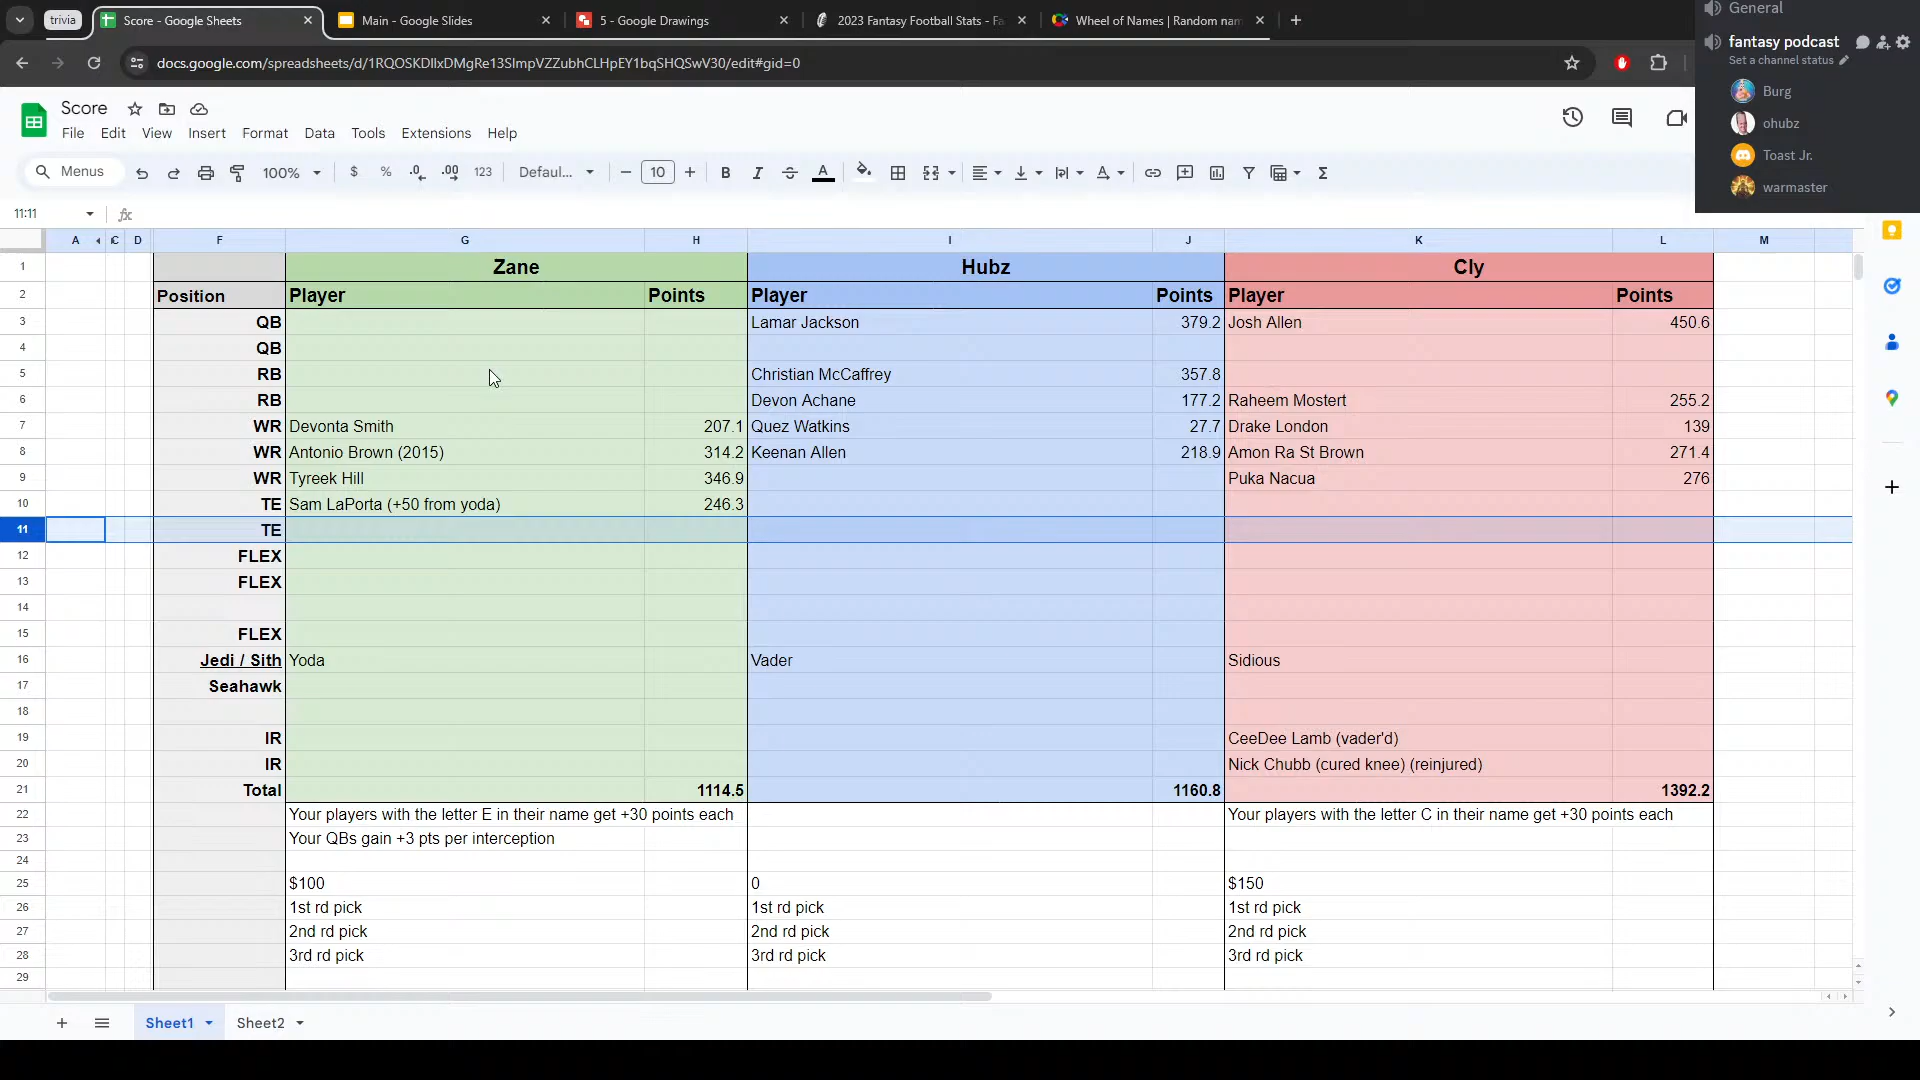 trivia
Score - Google Sheets
Main - Google Slides
5 - Google Drawings
2023 Fantasy Football Stats - Fa
Wheel of Names | Random nam
General
fantasy podcast
Set a channel status
Burg
ohubz
Toast Jr.
warmaster
Score
File Edit View Insert Format Data Tools Extensions Help
Menus 100% $ % .0 .00 123 Defaul... 10 B I A
11:11 fx
A C D F G H I J K L M
1 Zane Hubz Cly
2 Position Player Points Player Points Player Points
3 QB Lamar Jackson 379.2 Josh Allen 450.6
4 QB
5 RB Christian McCaffrey 357.8
6 RB Devon Achane 177.2 Raheem Mostert 255.2
7 WR Devonta Smith 207.1 Quez Watkins 27.7 Drake London 139
8 WR Antonio Brown (2015) 314.2 Keenan Allen 218.9 Amon Ra St Brown 271.4
9 WR Tyreek Hill 346.9 Puka Nacua 276
10 TE Sam LaPorta (+50 from yoda) 246.3
11 TE
12 FLEX
13 FLEX
14
15 FLEX
16 Jedi / Sith Yoda Vader Sidious
17 Seahawk
18
19 IR CeeDee Lamb (vader'd)
20 IR Nick Chubb (cured knee) (reinjured)
21 Total 1114.5 1160.8 1392.2
22 Your players with the letter E in their name get +30 points each Your players with the letter C in their name get +30 points each
23 Your QBs gain +3 pts per interception
24
25 $100 0 $150
26 1st rd pick 1st rd pick 1st rd pick
27 2nd rd pick 2nd rd pick 2nd rd pick
28 3rd rd pick 3rd rd pick 3rd rd pick
29
Sheet1 Sheet2